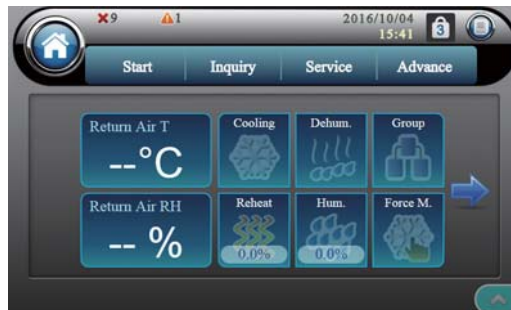 9 1 2016/10/04
15:41 3
Start Inquiry Service Advance
Return Air T
--°C
Cooling Dehum. Group
Return Air RH
-- %
Reheat Hum. Force M.
0.0% 0.0%